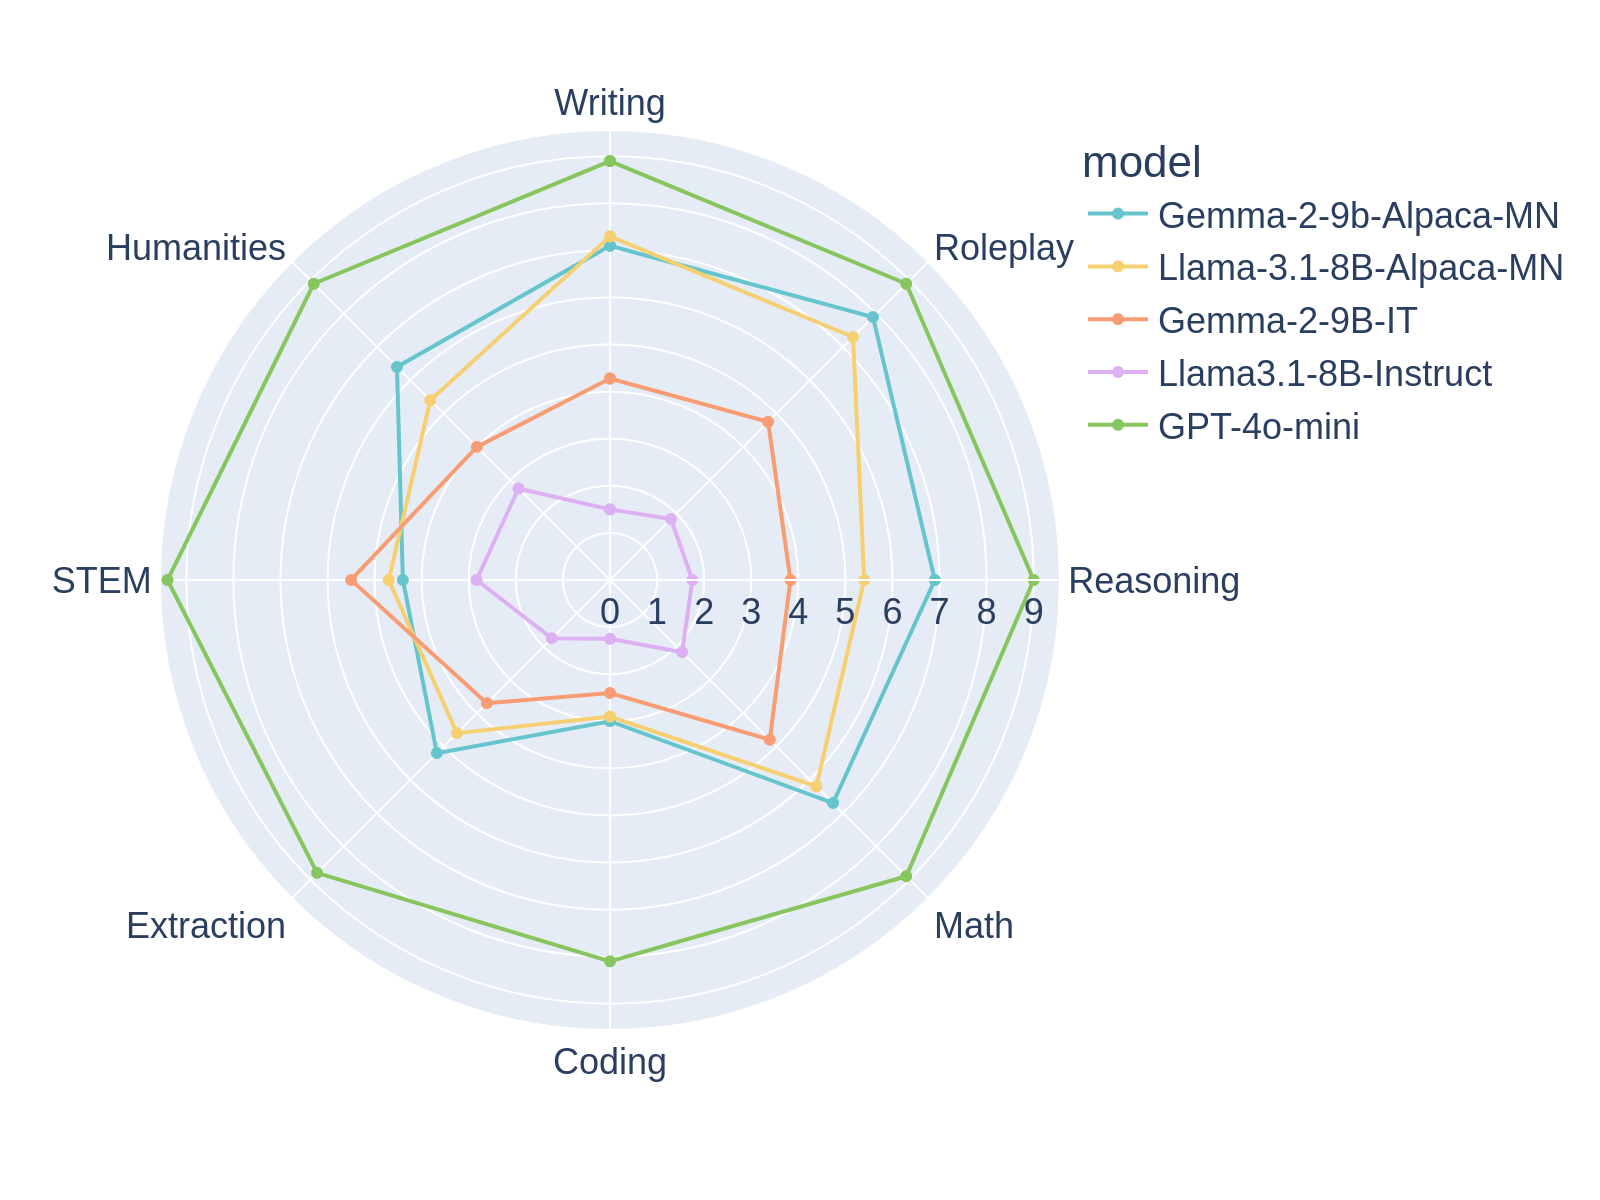 Writing
model
Gemma-2-9b-Alpaca-MN
Humanities
Roleplay
Llama-3.1-8B-Alpaca-MN
Gemma-2-9B-IT
Llama3.1-8B-Instruct
GPT-4o-mini
STEM
Reasoning
0 1 2 3 4 5 6 7 8 9
Extraction
Math
Coding